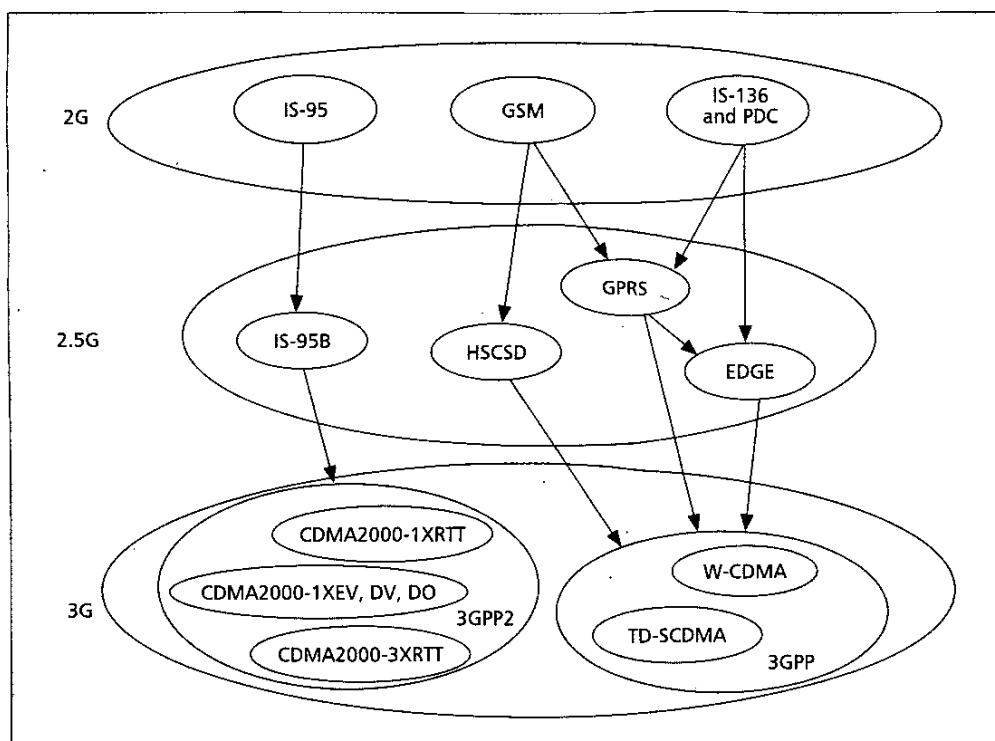 2G
IS-95
GSM
IS-136
and PDC
2.5G
GPRS
IS-95B
HSCSD
EDGE
3G
CDMA2000-1XRTT
CDMA2000-1XEV, DV, DO
3GPP2
CDMA2000-3XRTT
W-CDMA
TD-SCDMA
3GPP